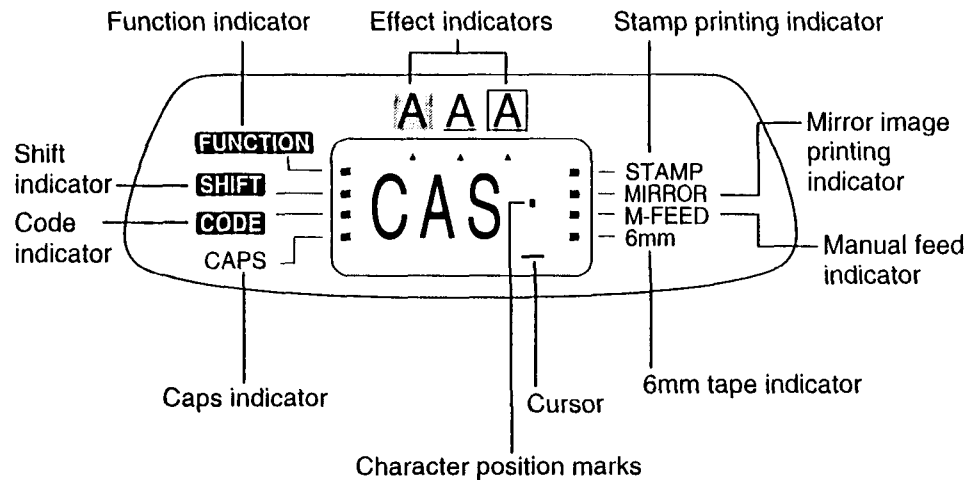 Function indicator
Effect indicators
Stamp printing indicator
A A A
FUNCTION
SHIFT
CODE
CAPS
CAS
STAMP
MIRROR
M-FEED
6mm
Shift
indicator
Code
indicator
Mirror image
printing
indicator
Manual feed
indicator
Caps indicator
Cursor
6mm tape indicator
Character position marks